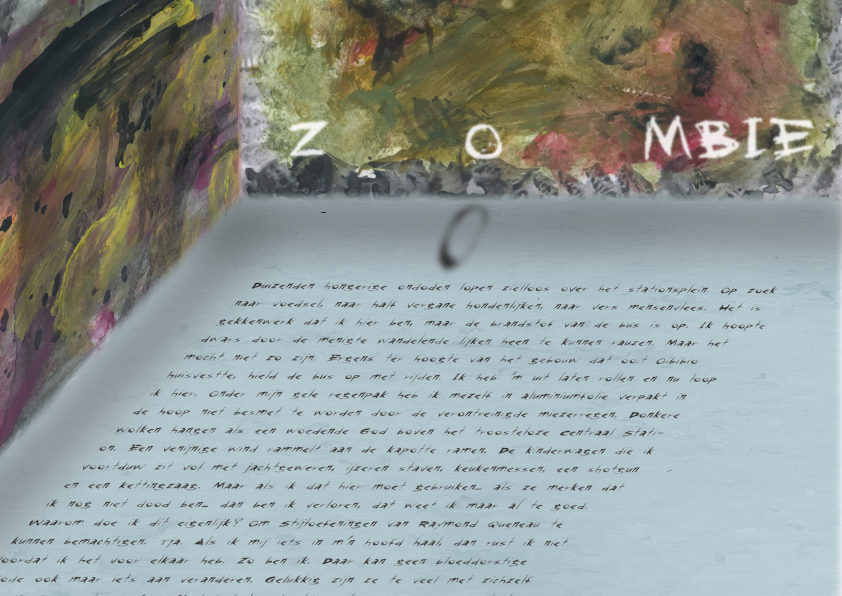 Z O MBIE
Duizenden hongerige ondoden lopen zielloos over het stationsplein. Op zoek
naar voedsel, naar half vergane hondenlijken, naar vers mensenvlees. Het is
gekkenwerk dat ik hier ben, maar de brandstof van de bus is op. Ik hoopte
dwars door de menigte wandelende lijken heen te kunnen rauzen. Maar het
mocht niet zo zijn. Ergens ter hoogte van het gebouw dat ooit Bibibio
huisvestte, hield de bus op met rijden. Ik heb 'm uit laten rollen en nu loop
ik hier. Onder mijn gele regenpak heb ik mezelf in aluminiumfolie verpakt in
de hoop niet besmet te worden door de verontreinigde miezerregen. Donkere
wolken hangen als een woedende God boven het troosteloze Centraal Stati-
on. Een venijnige wind rammelt aan de kapotte ramen. De kinderwagen die ik
voortduw zit vol met jachtgeweren, ijzeren staven, keukenmessen, een shotgun
en een kettingzaag. Maar als ik dat hier moet gebruiken... als ze merken dat
ik nog niet dood ben... dan ben ik verloren, dat weet ik maar al te goed.
Waarom doe ik dit eigenlijk? Om Stijloefeningen van Raymond Queneau te
kunnen bemachtigen. Tja. Als ik mij iets in m'n hoofd haal, dan rust ik niet
voordat ik het voor elkaar heb. Zo ben ik. Daar kan geen bloeddorstige
ode ook maar iets aan veranderen. Gelukkig zijn ze te veel met zichzelf